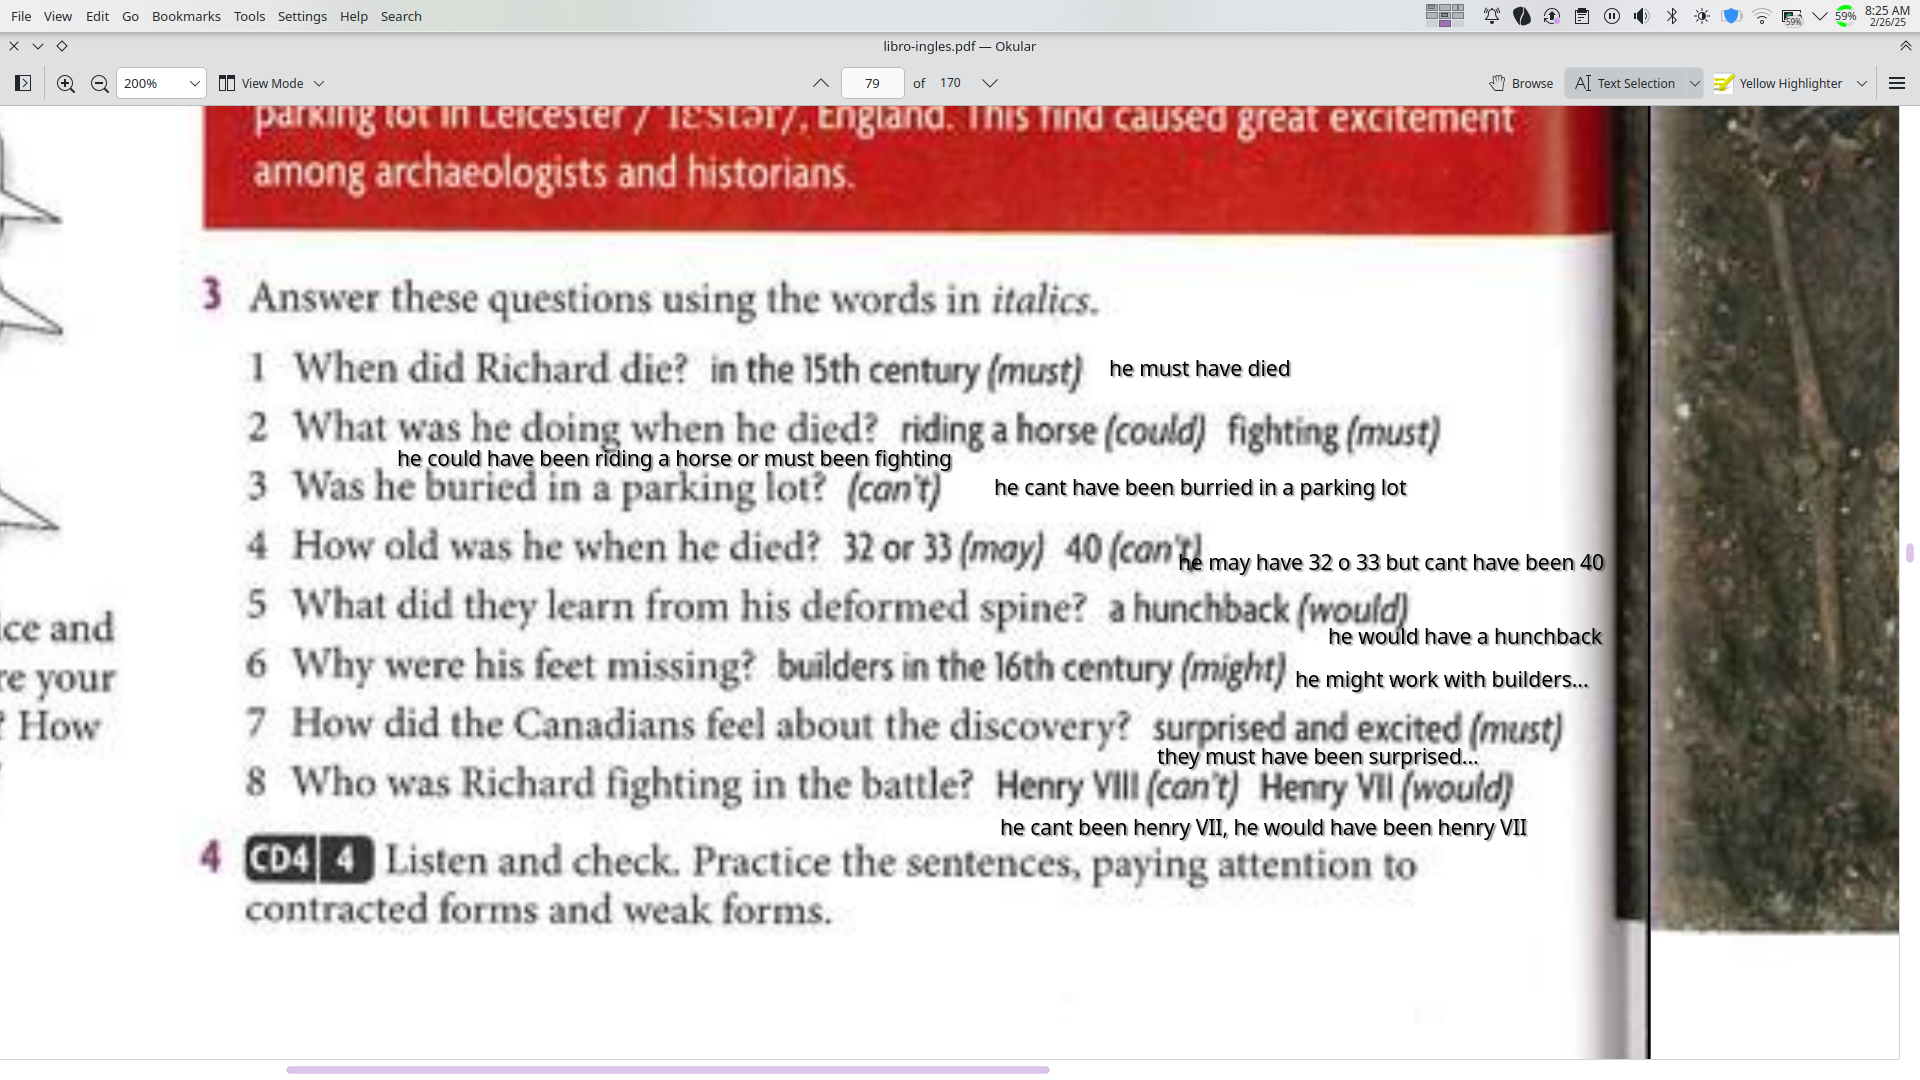 File View Edit Go Bookmarks Tools Settings Help Search
59% 59% 8:25 AM
2/26/25
libro-ingles.pdf — Okular
200% View Mode 79 of 170 Browse Text Selection Yellow Highlighter
parking lot in Leicester /ˈlɛstər/, England. This find caused great excitement
among archaeologists and historians.
3 Answer these questions using the words in italics.
1 When did Richard die? in the 15th century (must) he must have died
2 What was he doing when he died? riding a horse (could) fighting (must)
he could have been riding a horse or must been fighting
3 Was he buried in a parking lot? (can't) he cant have been burried in a parking lot
4 How old was he when he died? 32 or 33 (may) 40 (can't)
he may have 32 o 33 but cant have been 40
5 What did they learn from his deformed spine? a hunchback (would)
he would have a hunchback
6 Why were his feet missing? builders in the 16th century (might) he might work with builders...
7 How did the Canadians feel about the discovery? surprised and excited (must)
they must have been surprised...
8 Who was Richard fighting in the battle? Henry VIII (can't) Henry VII (would)
he cant been henry VII, he would have been henry VII
4 CD4 4 Listen and check. Practice the sentences, paying attention to
contracted forms and weak forms.
ice and
re your
? How